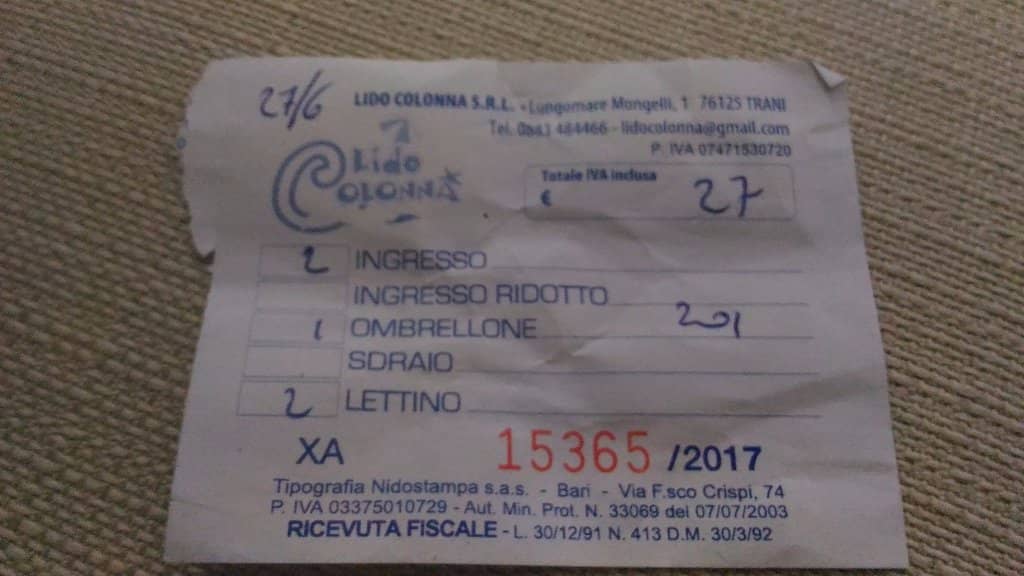 27/6
LIDO COLONNA S.R.L. - Lungomare Mongelli, 1 76125 TRANI
Tel. 0883 484466 - lidocolonna@gmail.com
P. IVA 07471530720
Lido
COLONNA
Totale IVA inclusa
€ 27
2 INGRESSO
INGRESSO RIDOTTO
1 OMBRELLONE 201
SDRAIO
2 LETTINO
XA 15365 /2017
Tipografia Nidostampa s.a.s. - Bari - Via F.sco Crispi, 74
P. IVA 03375010729 - Aut. Min. Prot. N. 33069 del 07/07/2003
RICEVUTA FISCALE - L. 30/12/91 N. 413 D.M. 30/3/92